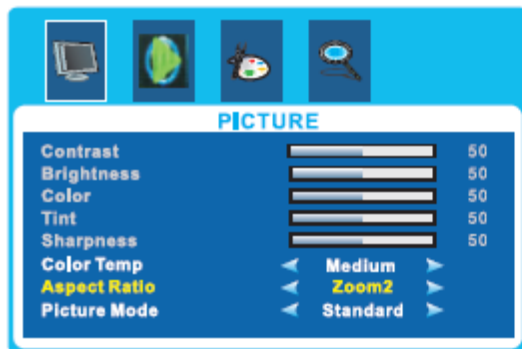 PICTURE
Contrast 50
Brightness 50
Color 50
Tint 50
Sharpness 50
Color Temp Medium
Aspect Ratio Zoom2
Picture Mode Standard